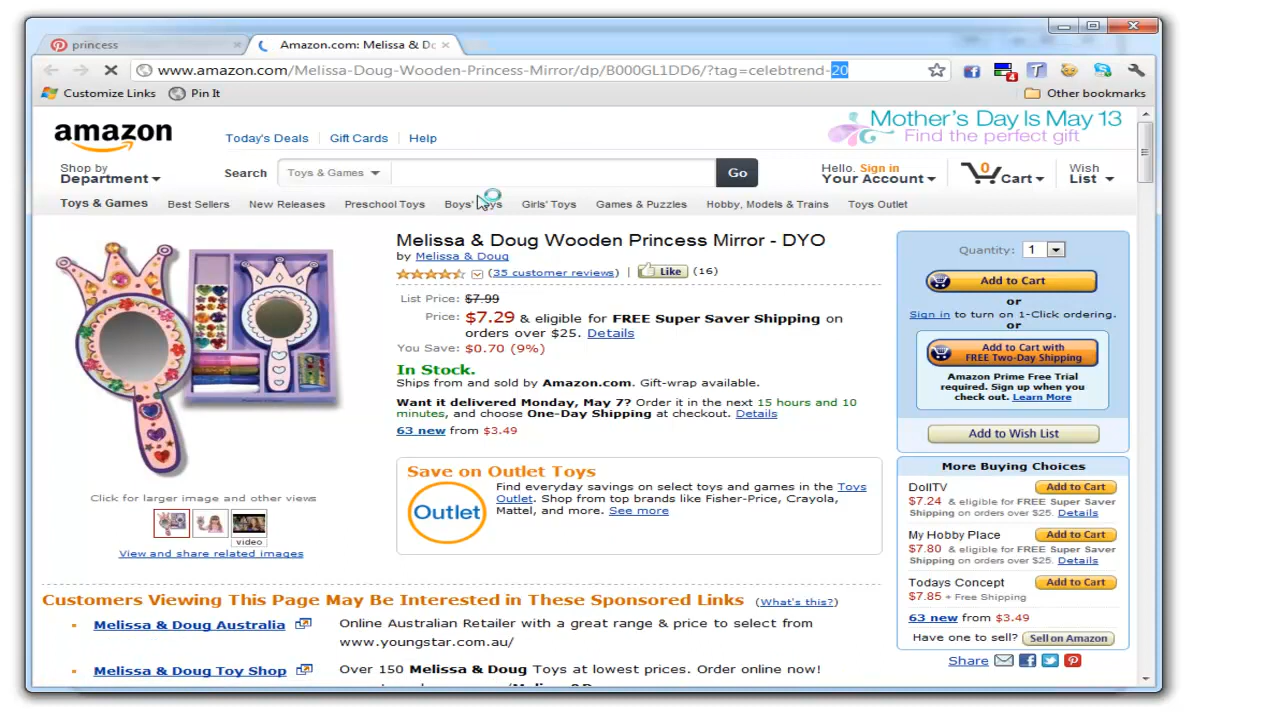 princess
Amazon.com: Melissa & Do
www.amazon.com/Melissa-Doug-Wooden-Princess-Mirror/dp/B000GL1DD6/?tag=celebtrend-20
Customize Links Pin It Other bookmarks
amazon
Today's Deals Gift Cards Help
Mother's Day Is May 13
Find the perfect gift
Shop by
Department
Search Toys & Games Go
Hello. Sign in
Your Account
0 Cart
Wish
List
Toys & Games Best Sellers New Releases Preschool Toys Boys' Toys Girls' Toys Games & Puzzles Hobby, Models & Trains Toys Outlet
Melissa & Doug Wooden Princess Mirror - DYO
by Melissa & Doug
(35 customer reviews) | Like (16)
List Price: $7.99
Price: $7.29 & eligible for FREE Super Saver Shipping on
orders over $25. Details
You Save: $0.70 (9%)
In Stock.
Ships from and sold by Amazon.com. Gift-wrap available.
Want it delivered Monday, May 7? Order it in the next 15 hours and 10
minutes, and choose One-Day Shipping at checkout. Details
63 new from $3.49
Save on Outlet Toys
Outlet
Find everyday savings on select toys and games in the Toys
Outlet. Shop from top brands like Fisher-Price, Crayola,
Mattel, and more. See more
Click for larger image and other views
video
View and share related images
Quantity: 1
Add to Cart
or
Sign in to turn on 1-Click ordering.
or
Add to Cart with
FREE Two-Day Shipping
Amazon Prime Free Trial
required. Sign up when you
check out. Learn More
Add to Wish List
More Buying Choices
DollTV Add to Cart
$7.24 & eligible for FREE Super Saver
Shipping on orders over $25. Details
My Hobby Place Add to Cart
$7.80 & eligible for FREE Super Saver
Shipping on orders over $25. Details
Todays Concept Add to Cart
$7.85 + Free Shipping
63 new from $3.49
Have one to sell? Sell on Amazon
Share
Customers Viewing This Page May Be Interested in These Sponsored Links (What's this?)
Melissa & Doug Australia Online Australian Retailer with a great range & price to select from
www.youngstar.com.au/
Melissa & Doug Toy Shop Over 150 Melissa & Doug Toys at lowest prices. Order online now!